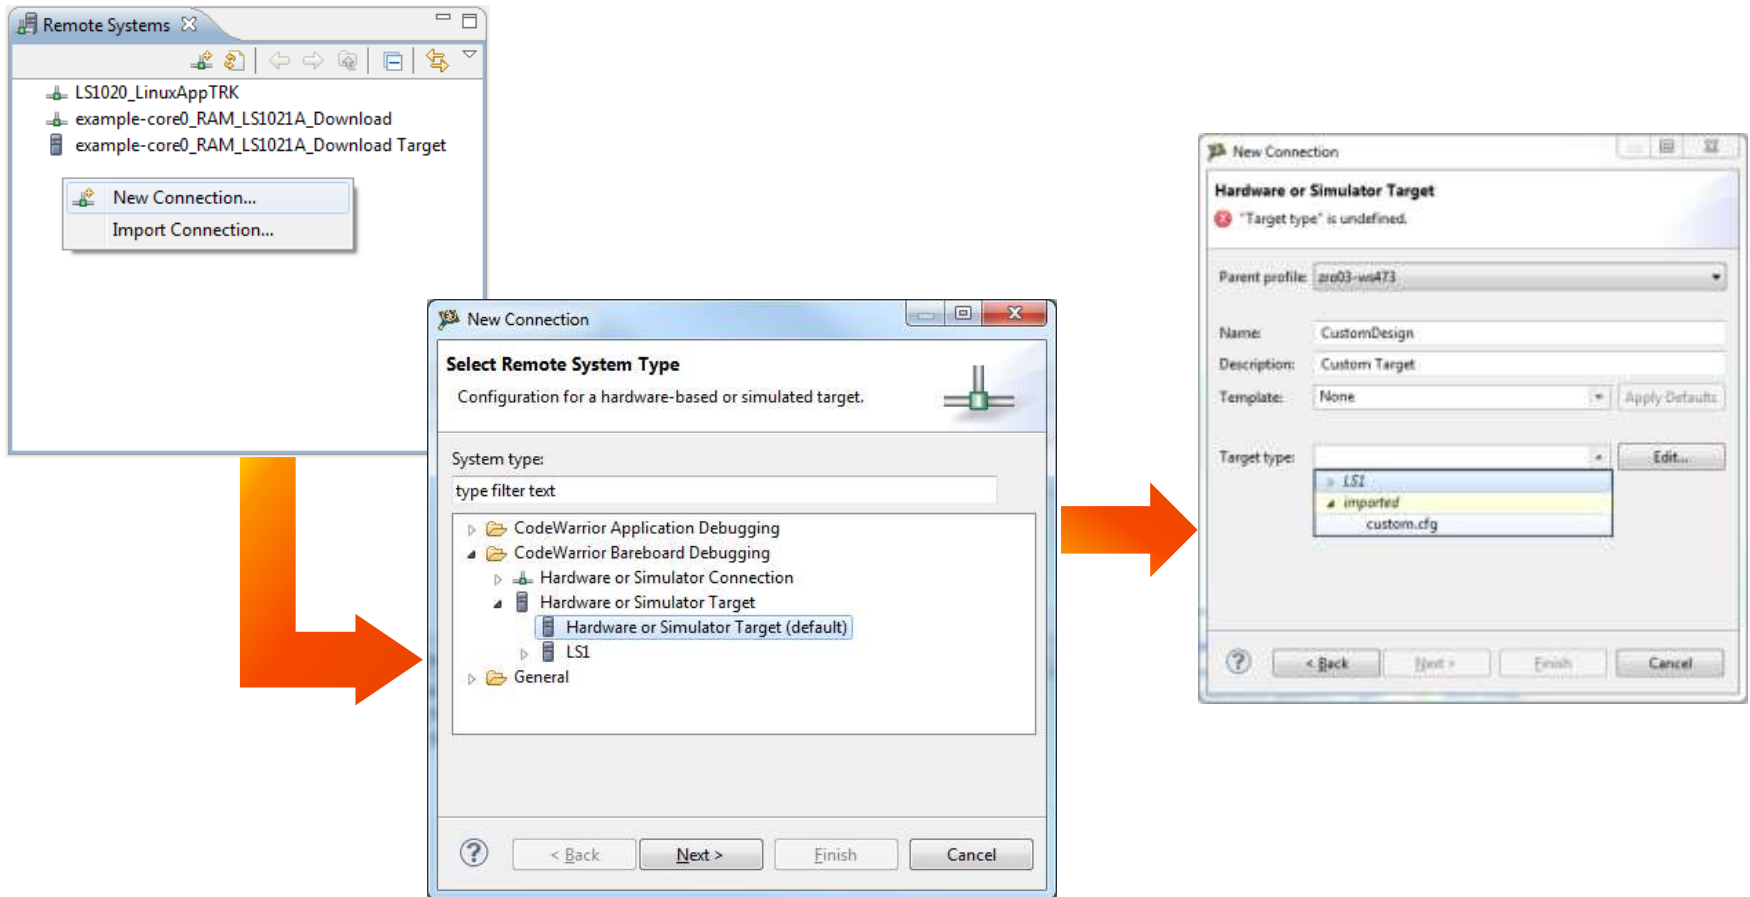 Remote Systems
LS1020_LinuxAppTRK
example-core0_RAM_LS1021A_Download
example-core0_RAM_LS1021A_Download Target
New Connection...
Import Connection...
New Connection
Select Remote System Type
Configuration for a hardware-based or simulated target.
System type:
type filter text
CodeWarrior Application Debugging
CodeWarrior Bareboard Debugging
Hardware or Simulator Connection
Hardware or Simulator Target
Hardware or Simulator Target (default)
LS1
General
< Back Next > Finish Cancel
New Connection
Hardware or Simulator Target
"Target type" is undefined.
Parent profile:
Name: CustomDesign
Description: Custom Target
Template: None Apply Defaults
Target type: Edit...
LS1
imported
custom.cfg
< Back Next > Finish Cancel